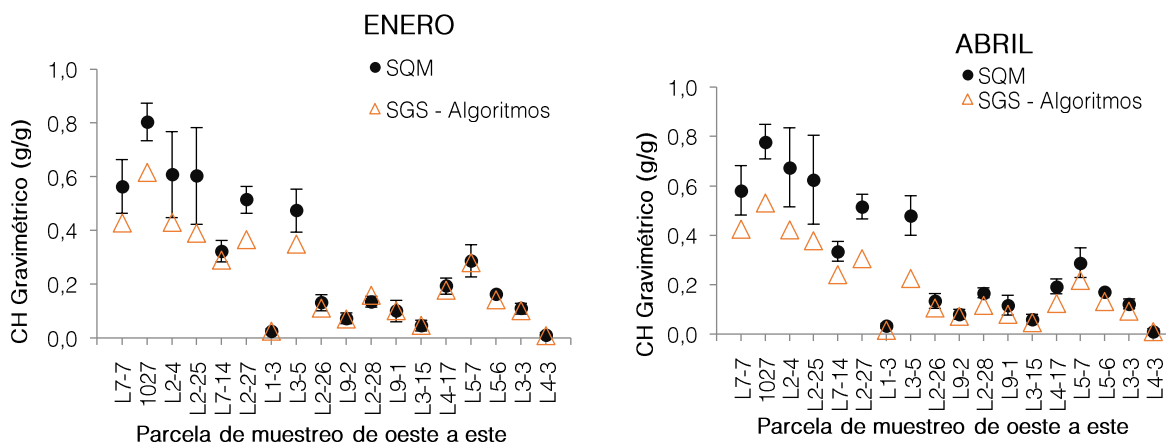 ENERO
SQM
SGS - Algoritmos
CH Gravimétrico (g/g)
1,0
0,8
0,6
0,4
0,2
0,0
L7-7
1027
L2-4
L2-25
L7-14
L2-27
L1-3
L3-5
L2-26
L9-2
L2-28
L9-1
L3-15
L4-17
L5-7
L5-6
L3-3
L4-3
Parcela de muestreo de oeste a este
ABRIL
SQM
SGS - Algoritmos
CH Gravimétrico (g/g)
1,0
0,8
0,6
0,4
0,2
0,0
L7-7
1027
L2-4
L2-25
L7-14
L2-27
L1-3
L3-5
L2-26
L9-2
L2-28
L9-1
L3-15
L4-17
L5-7
L5-6
L3-3
L4-3
Parcela de muestreo de oeste a este